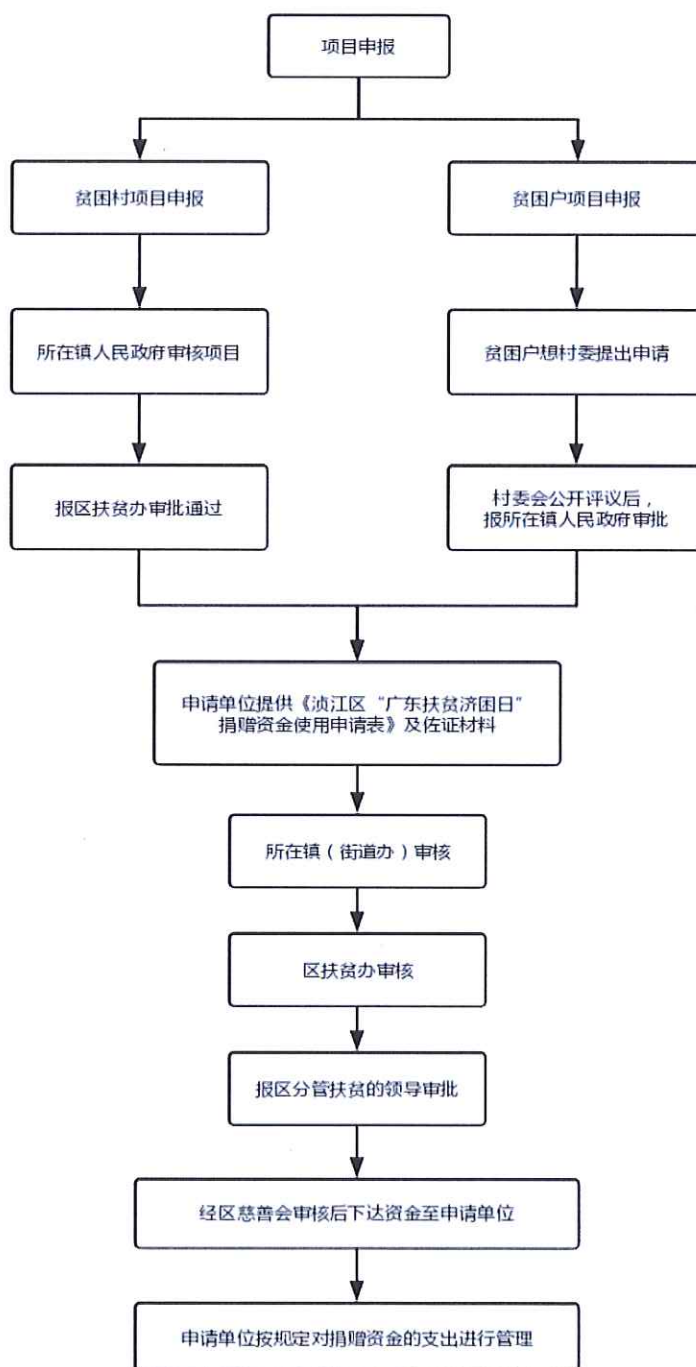 项目申报
贫困村项目申报
贫困户项目申报
所在镇人民政府审核项目
贫困户想村委提出申请
报区扶贫办审批通过
村委会公开评议后，
报所在镇人民政府审批
申请单位提供《浈江区“广东扶贫济困日”
捐赠资金使用申请表》及佐证材料
所在镇（街道办）审核
区扶贫办审核
报区分管扶贫的领导审批
经区慈善会审核后下达资金至申请单位
申请单位按规定对捐赠资金的支出进行管理